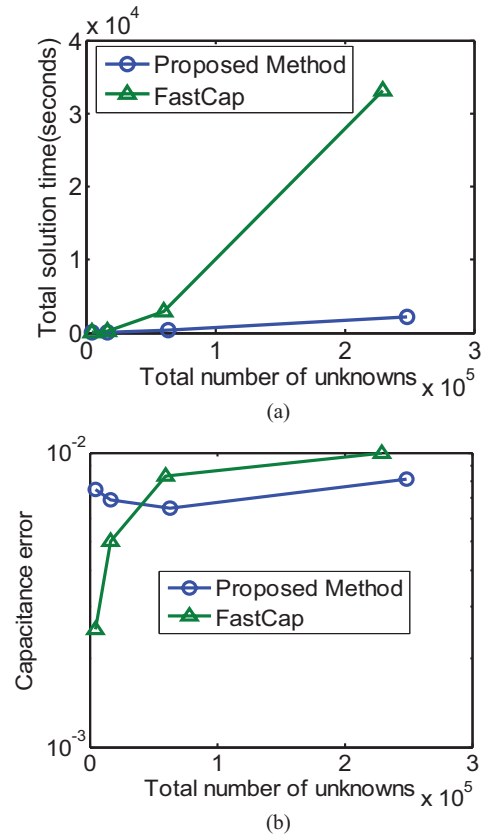 x 10^4
4
3
2
1
0
Total solution time(seconds)
Proposed Method
FastCap
0
1
2
3
Total number of unknowns x 10^5
(a)
10^-2
10^-3
Capacitance error
Proposed Method
FastCap
0
1
2
3
Total number of unknowns x 10^5
(b)